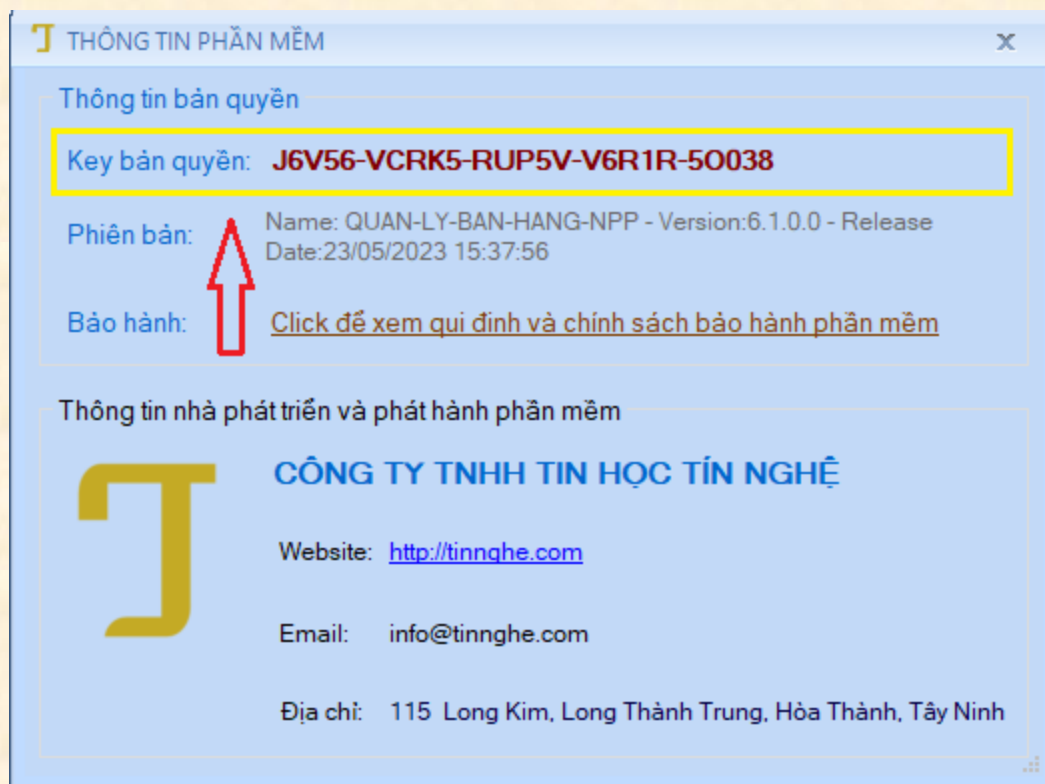 THÔNG TIN PHẦN MỀM
Thông tin bản quyền
Key bản quyền: J6V56-VCRK5-RUP5V-V6R1R-5O038
Phiên bản: Name: QUAN-LY-BAN-HANG-NPP - Version:6.1.0.0 - Release
Date:23/05/2023 15:37:56
Bảo hành: Click để xem qui đinh và chính sách bảo hành phần mềm
Thông tin nhà phát triển và phát hành phần mềm
CÔNG TY TNHH TIN HỌC TÍN NGHỆ
Website: http://tinnghe.com
Email: info@tinnghe.com
Địa chỉ: 115 Long Kim, Long Thành Trung, Hòa Thành, Tây Ninh